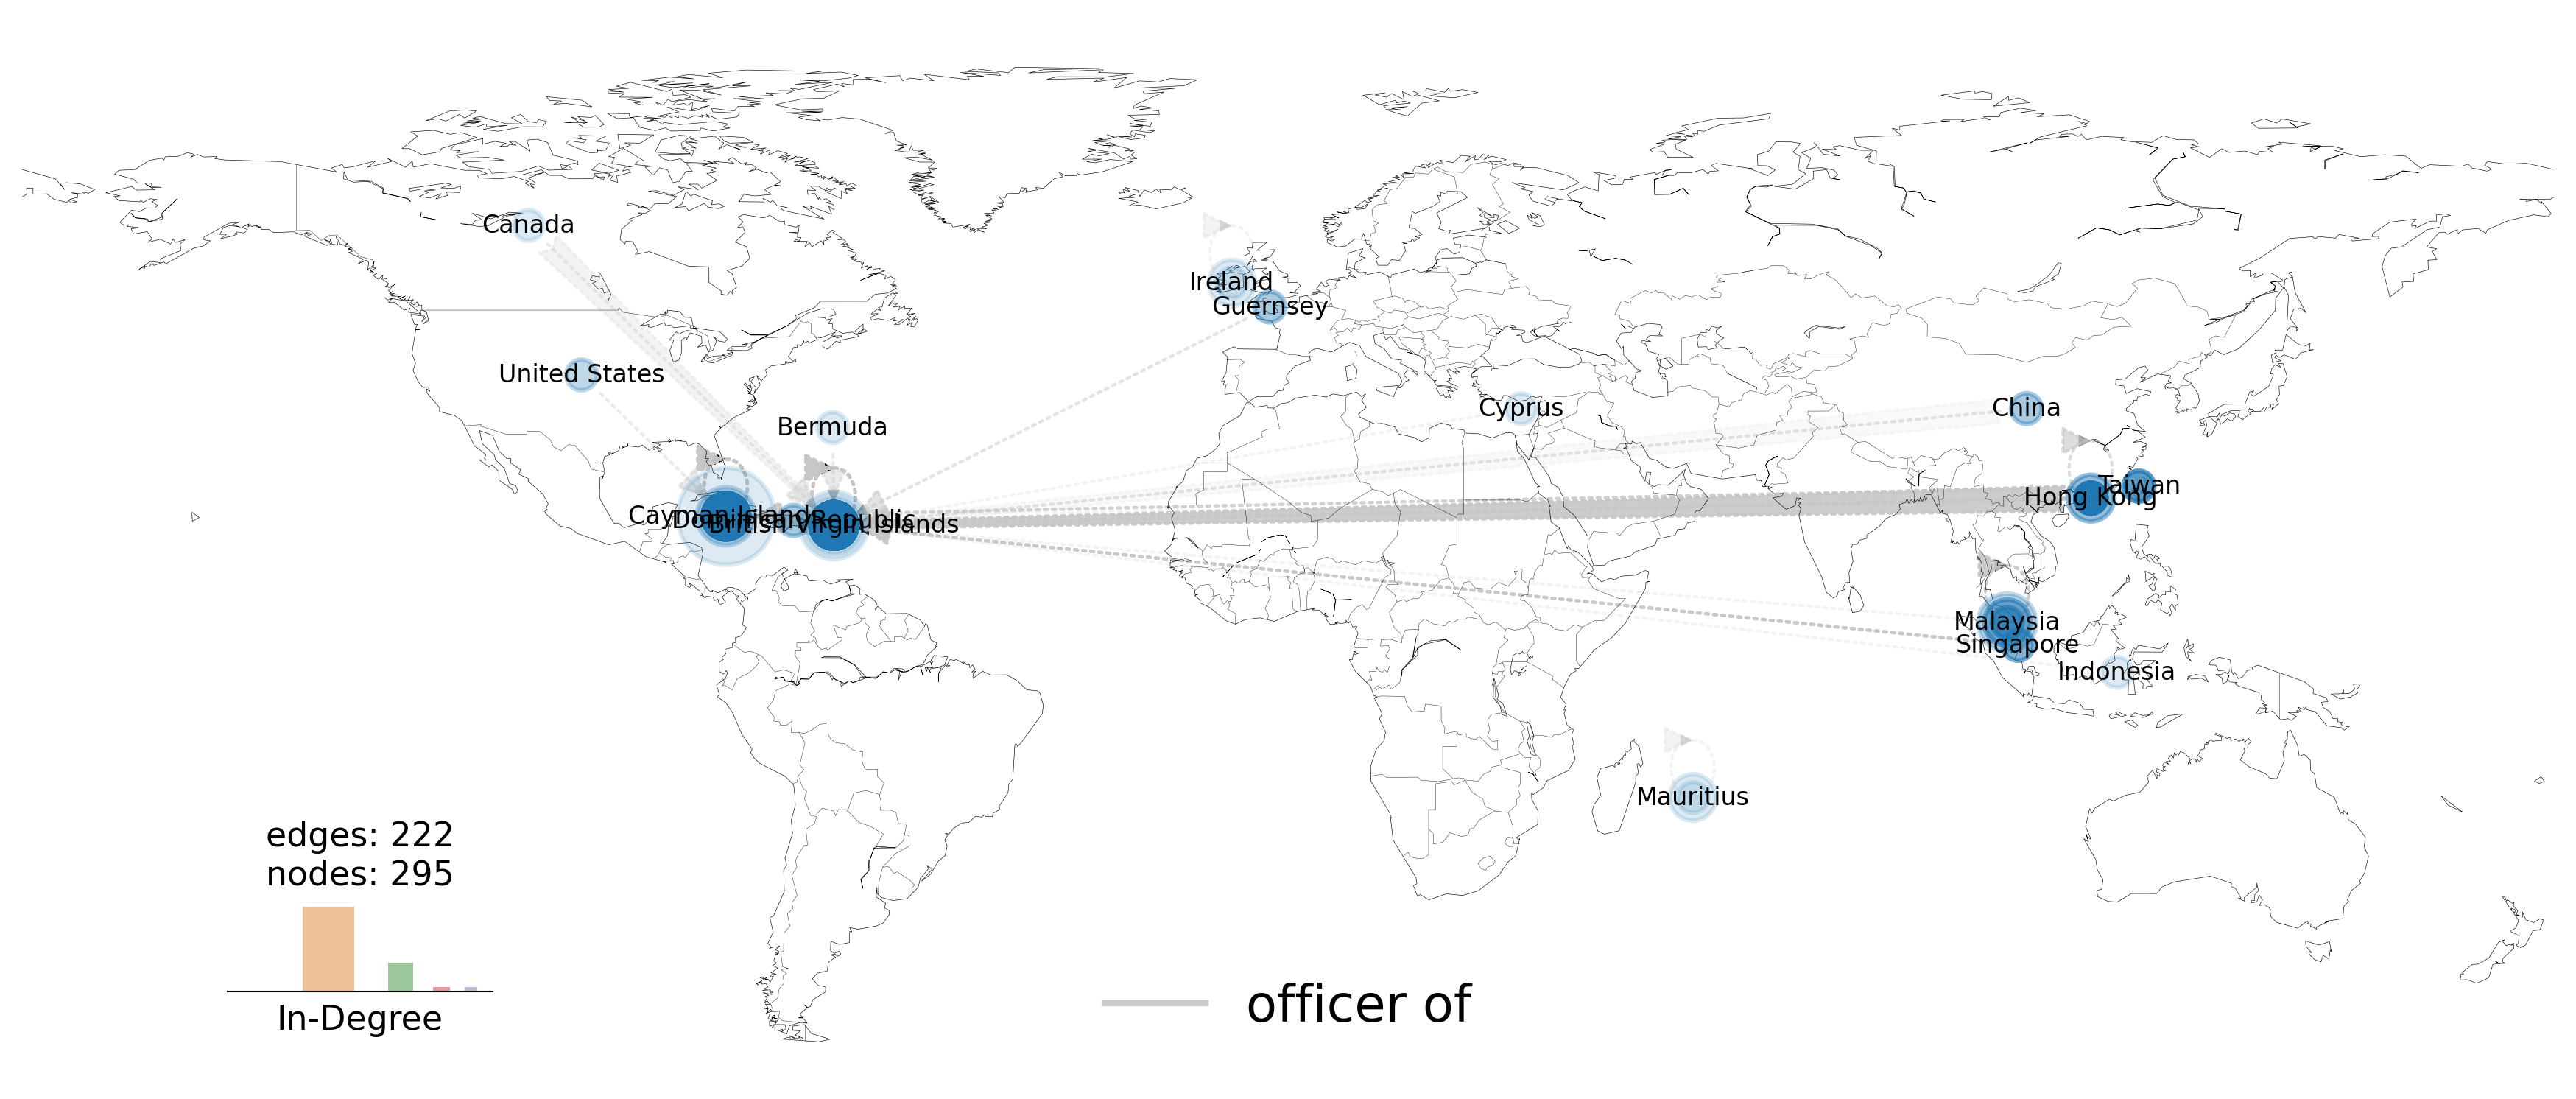 Canada
Ireland
Guernsey
United States
Bermuda
Cyprus
China
Taiwan
Hong Kong
Cayman Islands
Dominican Republic
British Virgin Islands
Malaysia
Singapore
Indonesia
Mauritius
edges: 222
nodes: 295
In-Degree
officer of